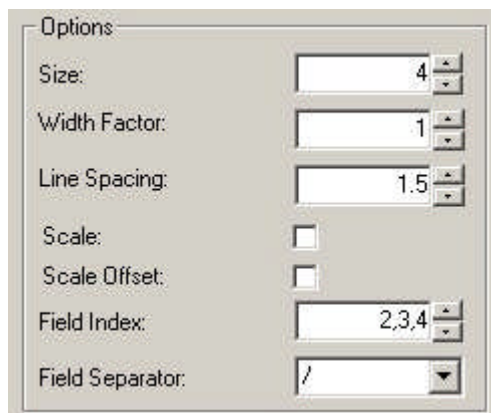 Options
Size: 4
Width Factor: 1
Line Spacing: 1.5
Scale:
Scale Offset:
Field Index: 2,3,4
Field Separator: /